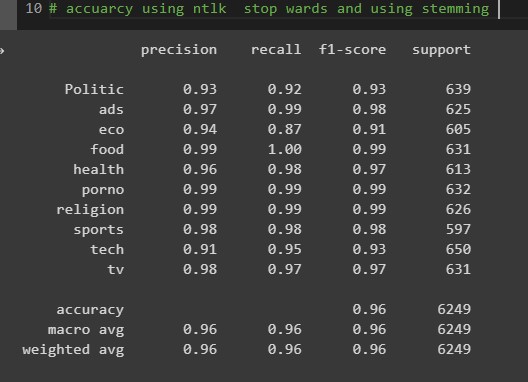 10 # accuarcy using ntlk  stop wards and using stemming
precision recall f1-score support
Politic 0.93 0.92 0.93 639
ads 0.97 0.99 0.98 625
eco 0.94 0.87 0.91 605
food 0.99 1.00 0.99 631
health 0.96 0.98 0.97 613
porno 0.99 0.99 0.99 632
religion 0.99 0.99 0.99 626
sports 0.98 0.98 0.98 597
tech 0.91 0.95 0.93 650
tv 0.98 0.97 0.97 631
accuracy 0.96 6249
macro avg 0.96 0.96 0.96 6249
weighted avg 0.96 0.96 0.96 6249